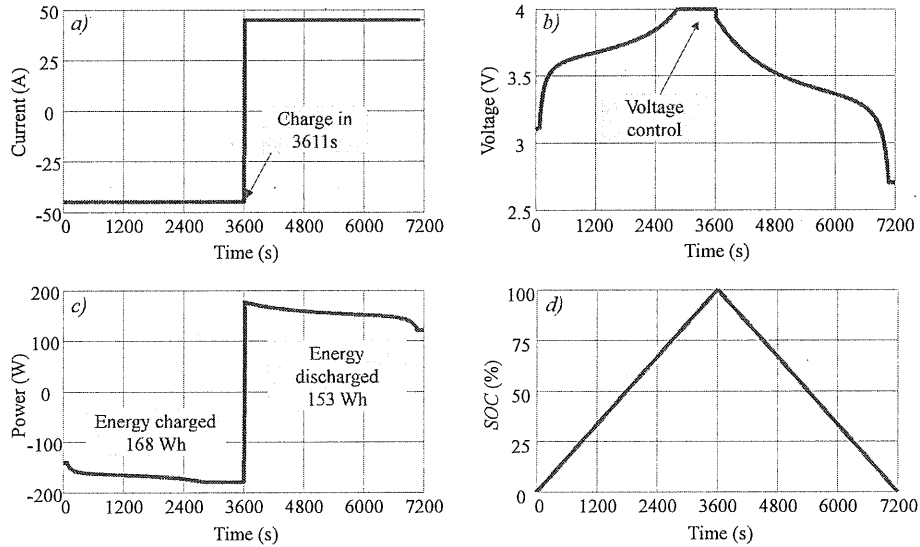 a)
50
25
0
-25
-50
Current (A)
Charge in
3611s
0 1200 2400 3600 4800 6000 7200
Time (s)
b)
4
3.5
3
2.5
Voltage (V)
Voltage
control
0 1200 2400 3600 4800 6000 7200
Time (s)
c)
200
100
0
-100
-200
Power (W)
Energy
discharged
153 Wh
Energy charged
168 Wh
0 1200 2400 3600 4800 6000 7200
Time (s)
d)
100
75
50
25
0
SOC (%)
0 1200 2400 3600 4800 6000 7200
Time (s)